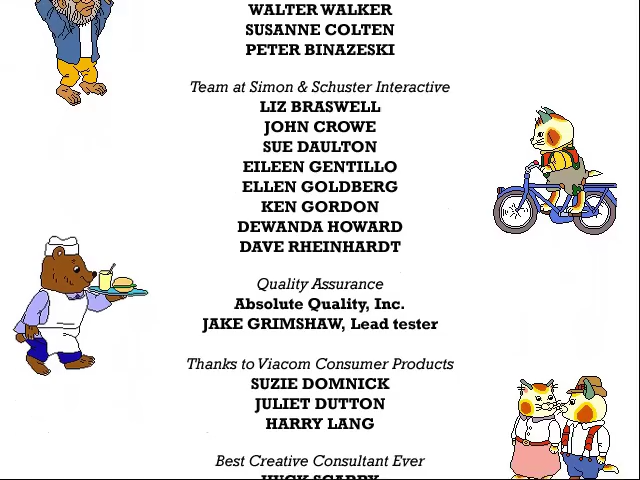 WALTER WALKER
SUSANNE COLTEN
PETER BINAZESKI
Team at Simon & Schuster Interactive
LIZ BRASWELL
JOHN CROWE
SUE DAULTON
EILEEN GENTILLO
ELLEN GOLDBERG
KEN GORDON
DEWANDA HOWARD
DAVE RHEINHARDT
Quality Assurance
Absolute Quality, Inc.
JAKE GRIMSHAW, Lead tester
Thanks to Viacom Consumer Products
SUZIE DOMNICK
JULIET DUTTON
HARRY LANG
Best Creative Consultant Ever
HUCK SCARRY